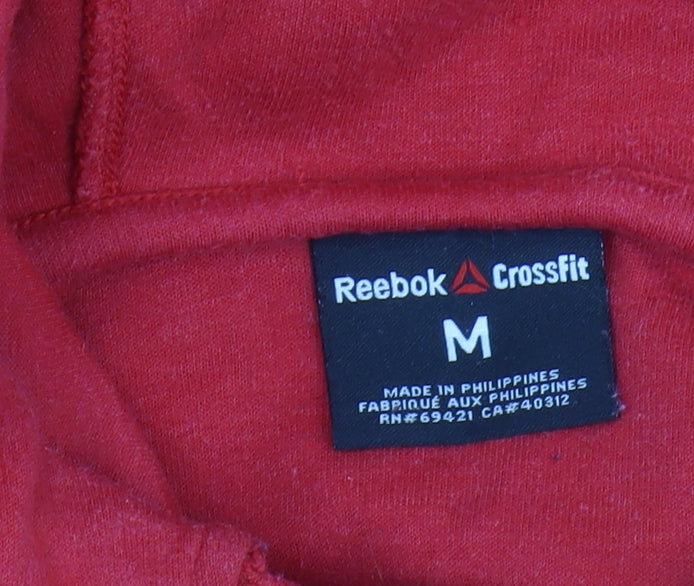 Reebok CrossFit
M
MADE IN PHILIPPINES
FABRIQUÉ AUX PHILIPPINES
RN#69421 CA#40312